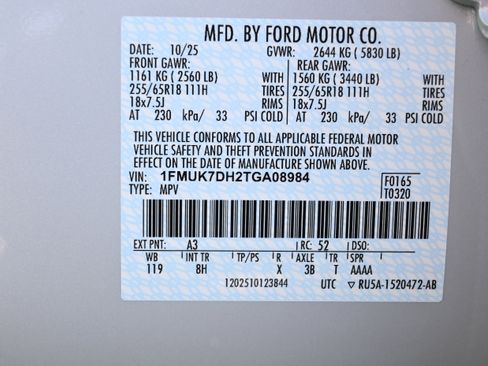 MFD. BY FORD MOTOR CO.
DATE: 10/25 GVWR: 2644 KG ( 5830 LB)
FRONT GAWR: REAR GAWR:
1161 KG ( 2560 LB) WITH 1560 KG ( 3440 LB) WITH
255/65R18 111H TIRES 255/65R18 111H TIRES
18x7.5J RIMS 18x7.5J RIMS
AT 230 kPa/ 33 PSI COLD AT 230 kPa/ 33 PSI COLD
THIS VEHICLE CONFORMS TO ALL APPLICABLE FEDERAL MOTOR
VEHICLE SAFETY AND THEFT PREVENTION STANDARDS IN
EFFECT ON THE DATE OF MANUFACTURE SHOWN ABOVE.
VIN: 1FMUK7DH2TGA08984 F0165
TYPE: MPV T0320
EXT PNT: A3 RC: 52 DSO:
WB INT TR TP/PS R AXLE TR SPR
119 8H X 3B T AAAA
1202510123844 UTC RU5A-1520472-AB